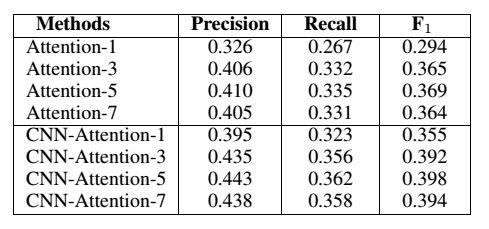 Methods Precision Recall F1
Attention-1 0.326 0.267 0.294
Attention-3 0.406 0.332 0.365
Attention-5 0.410 0.335 0.369
Attention-7 0.405 0.331 0.364
CNN-Attention-1 0.395 0.323 0.355
CNN-Attention-3 0.435 0.356 0.392
CNN-Attention-5 0.443 0.362 0.398
CNN-Attention-7 0.438 0.358 0.394